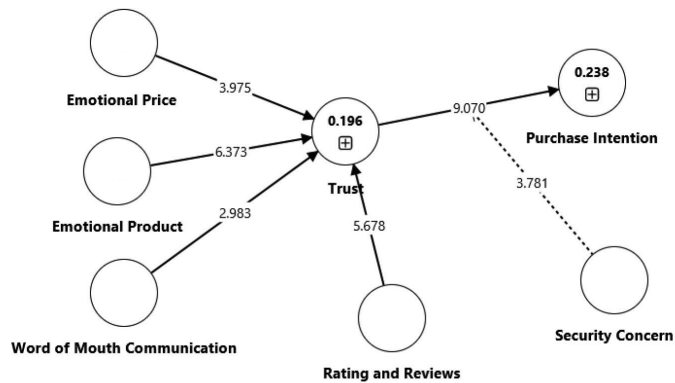 0.238
Emotional Price
3.975
9.070
Purchase Intention
0.196
6.373
Trust
3.781
Emotional Product
2.983
5.678
Word of Mouth Communication
Security Concern
Rating and Reviews